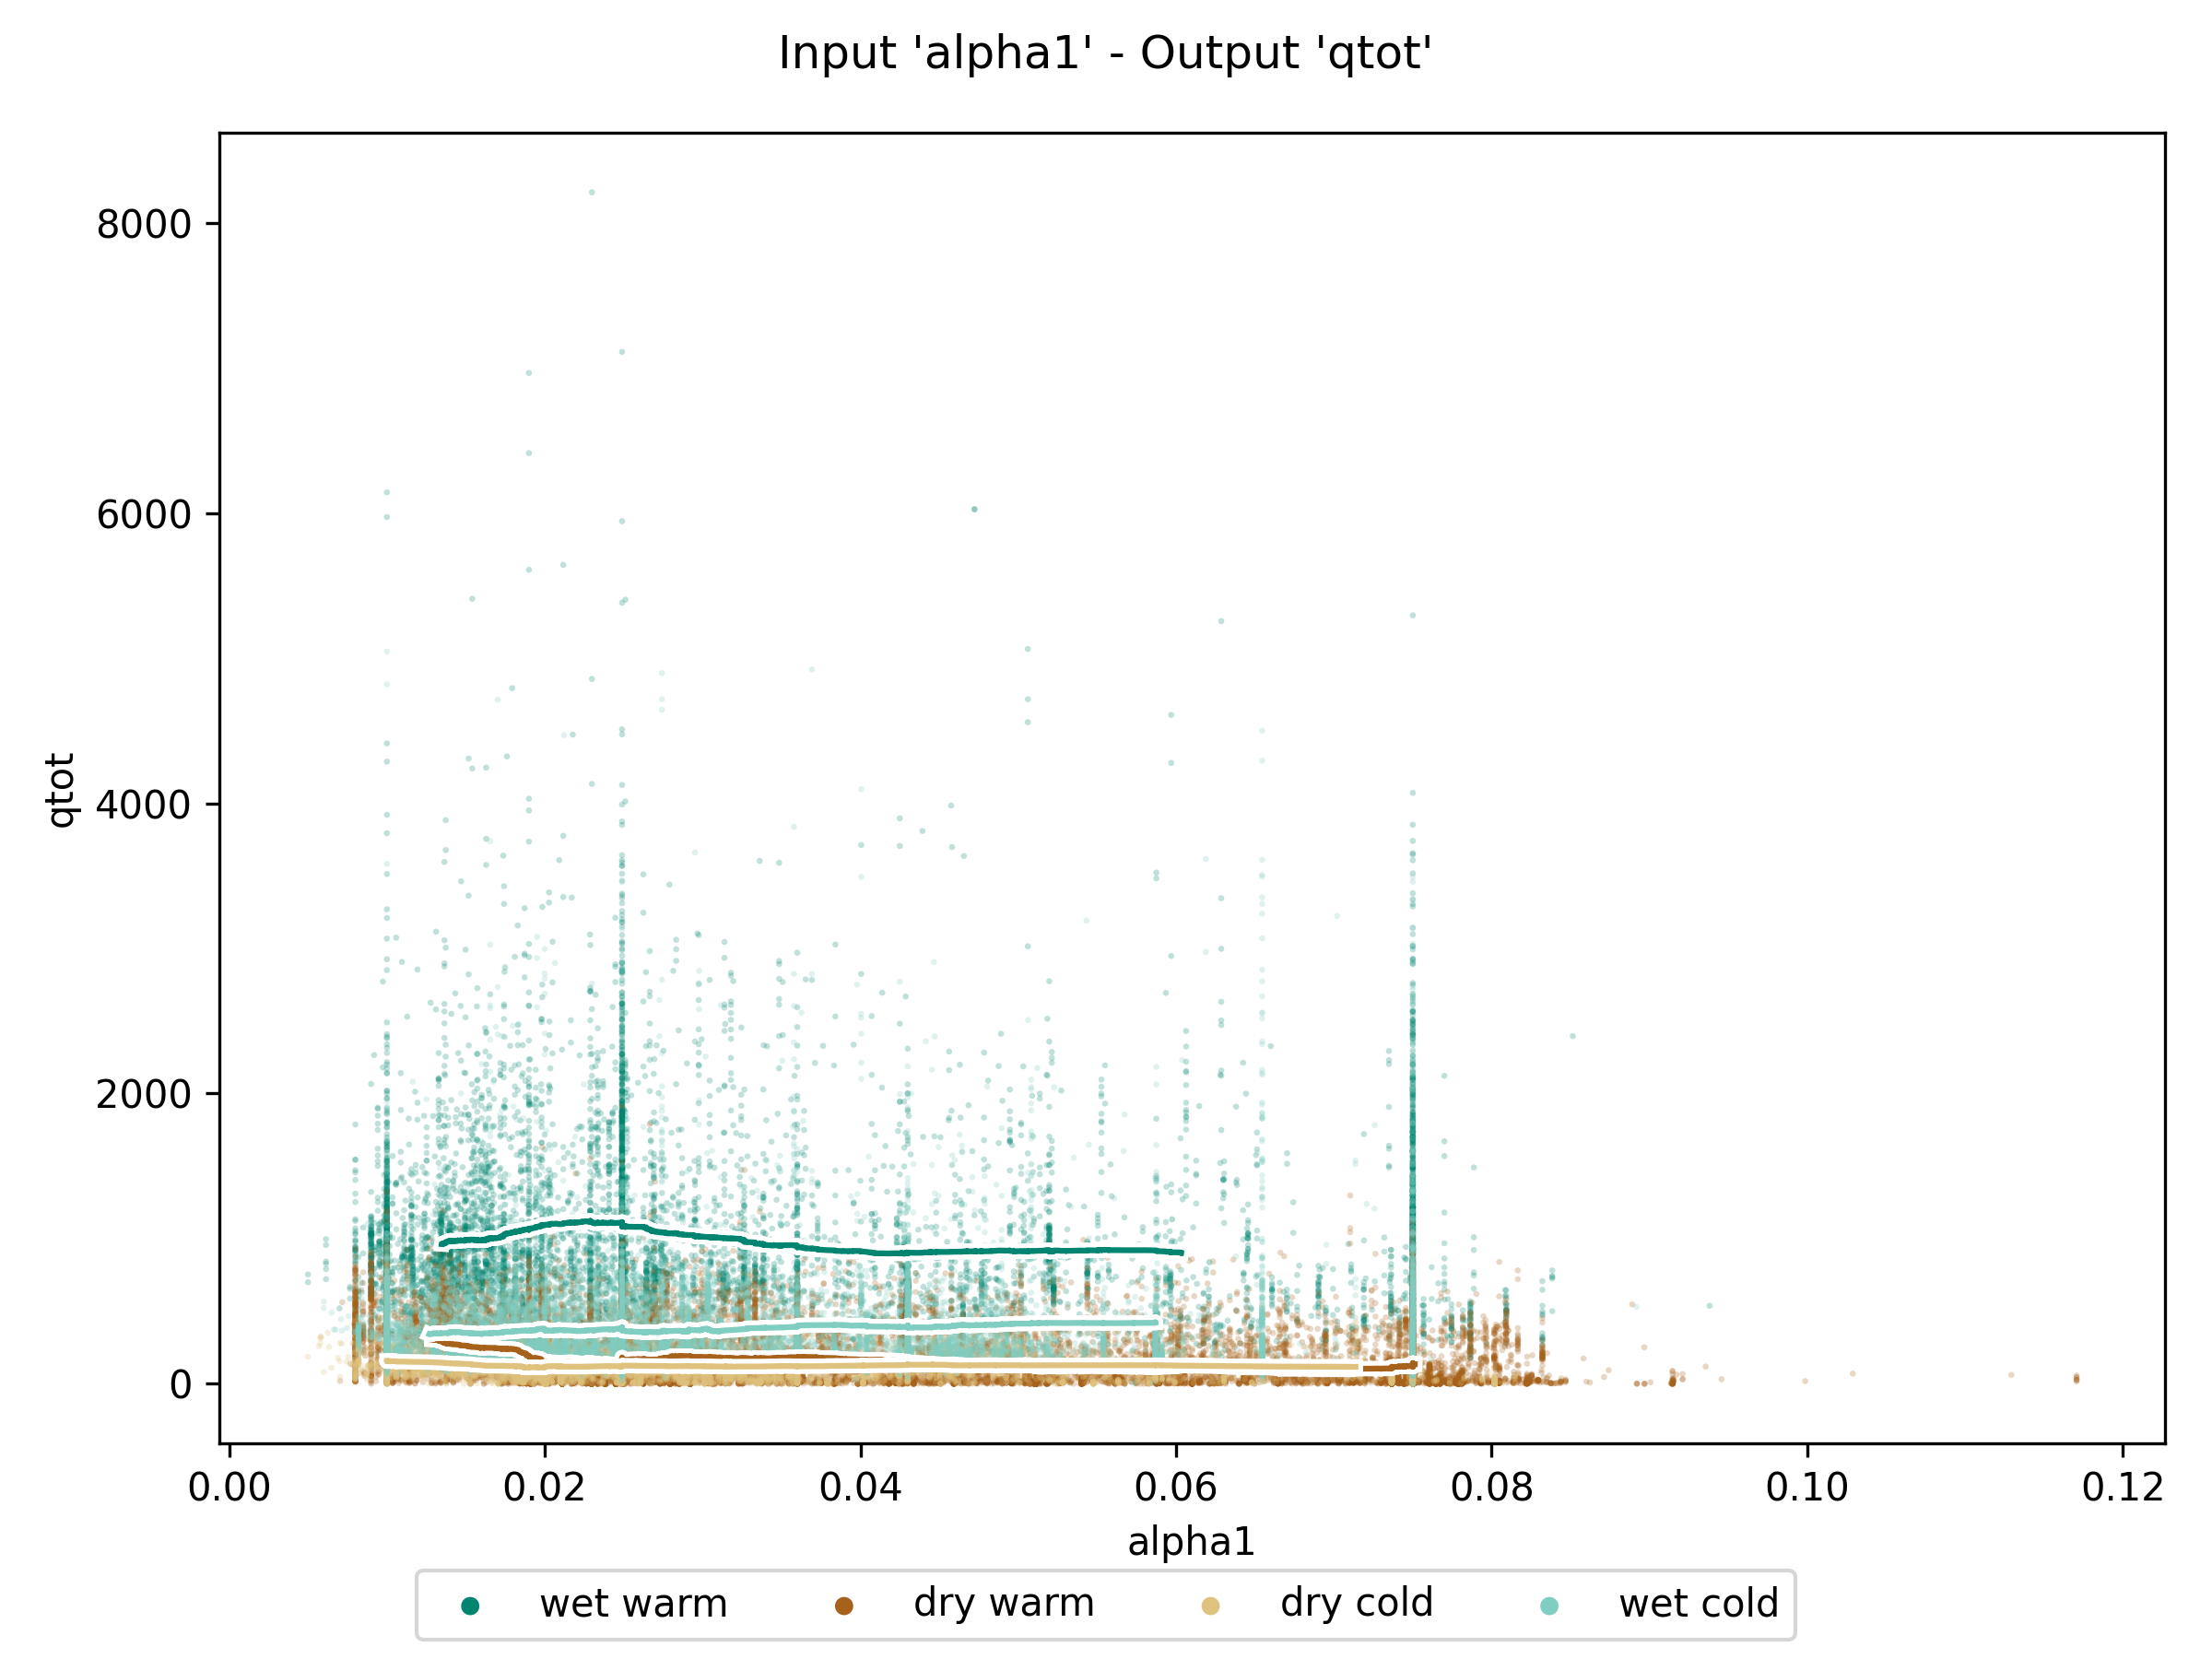 Input 'alpha1' - Output 'qtot'
8000
6000
4000
2000
0
qtot
0.00 0.02 0.04 0.06 0.08 0.10 0.12
alpha1
wet warm dry warm dry cold wet cold